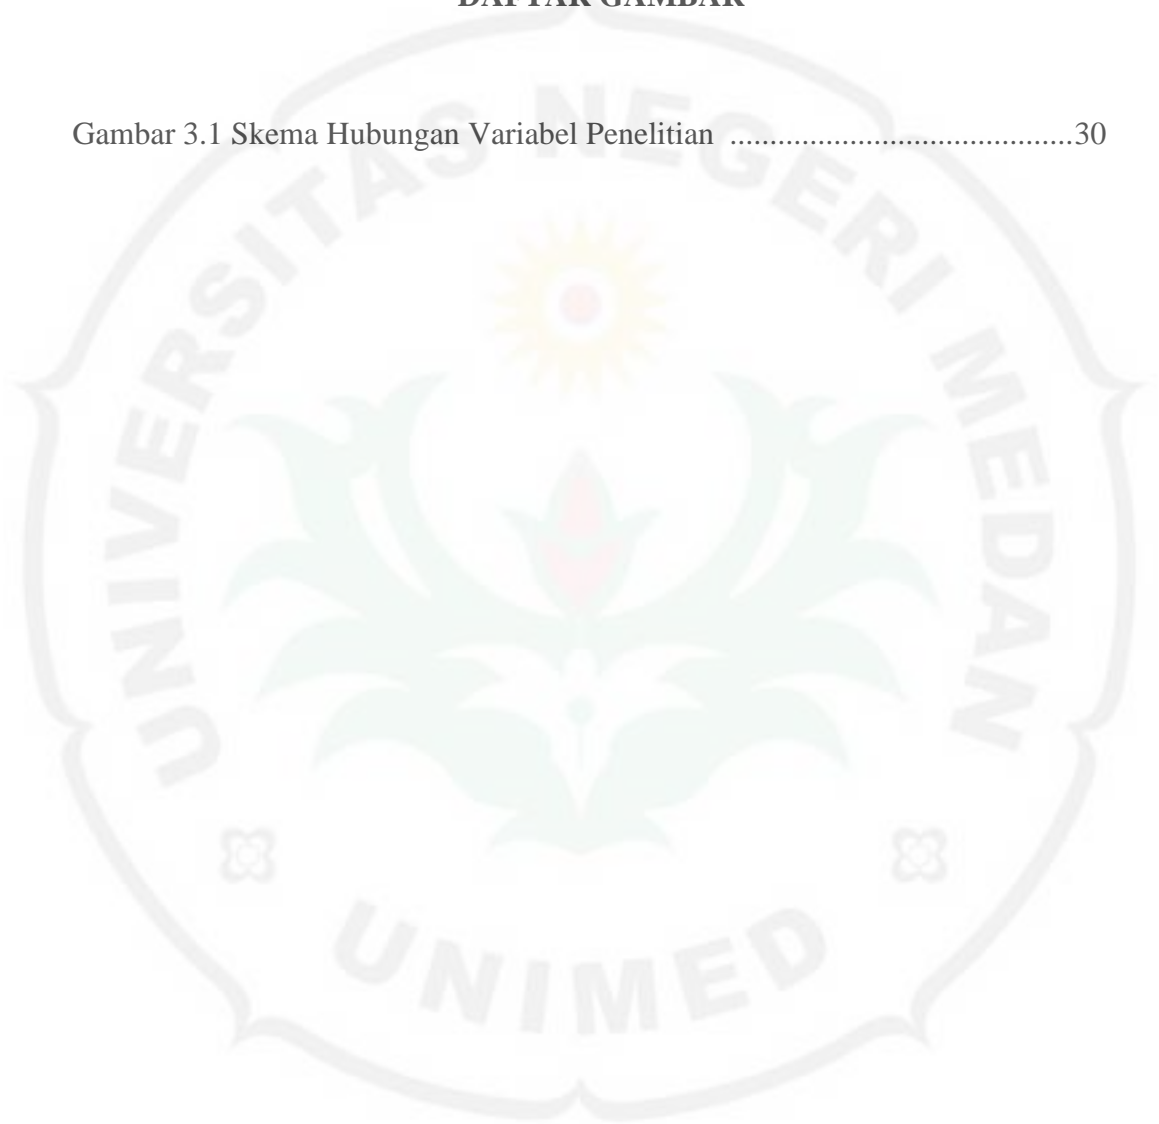 DAFTAR GAMBAR
Gambar 3.1 Skema Hubungan Variabel Penelitian ............................................30
UNIVERSITAS NEGERI MEDAN
UNIMED